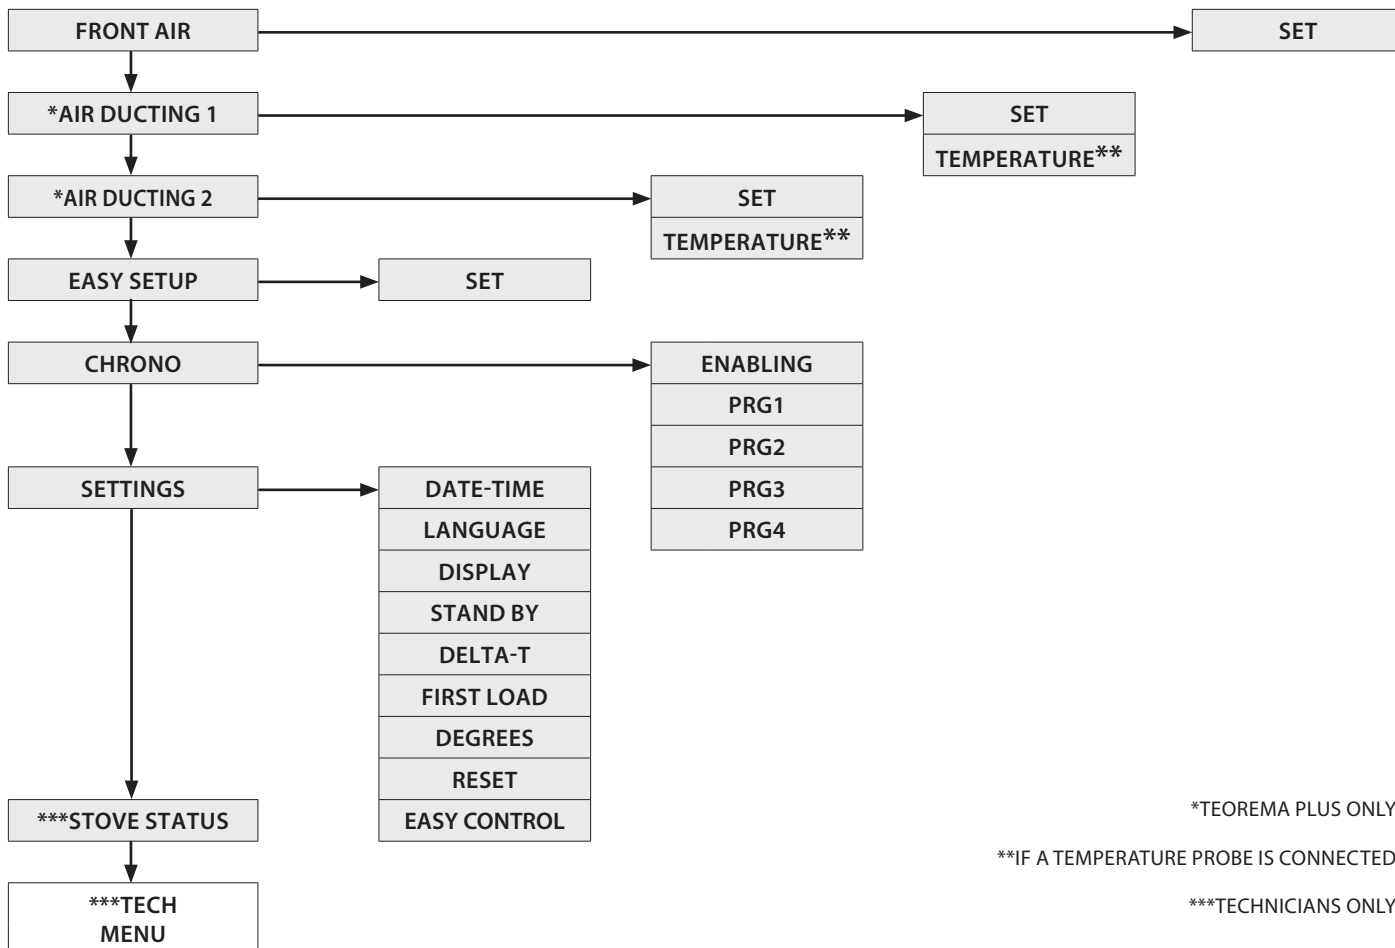 FRONT AIR
SET
*AIR DUCTING 1
SET
TEMPERATURE**
*AIR DUCTING 2
SET
TEMPERATURE**
EASY SETUP
SET
CHRONO
ENABLING
PRG1
PRG2
PRG3
PRG4
SETTINGS
DATE-TIME
LANGUAGE
DISPLAY
STAND BY
DELTA-T
FIRST LOAD
DEGREES
RESET
EASY CONTROL
***STOVE STATUS
***TECH
MENU
*TEOREMA PLUS ONLY
**IF A TEMPERATURE PROBE IS CONNECTED
***TECHNICIANS ONLY